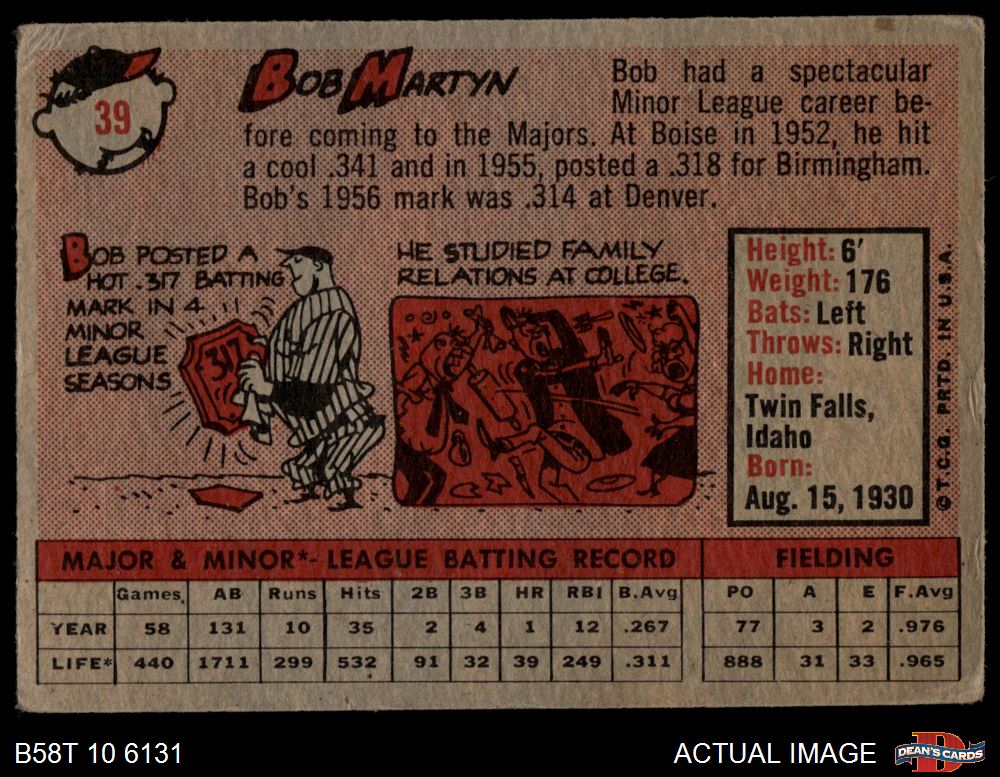 39
BOB MARTYN
Bob had a spectacular
Minor League career be-
fore coming to the Majors. At Boise in 1952, he hit
a cool .341 and in 1955, posted a .318 for Birmingham.
Bob's 1956 mark was .314 at Denver.
BOB POSTED A
HOT .317 BATTING
MARK IN 4
MINOR
LEAGUE
SEASONS
.317
HE STUDIED FAMILY
RELATIONS AT COLLEGE.
Height: 6'
Weight: 176
Bats: Left
Throws: Right
Home:
Twin Falls,
Idaho
Born:
Aug. 15, 1930
© T.C.G. PRTD. IN U.S.A.
MAJOR & MINOR*- LEAGUE BATTING RECORD FIELDING
Games AB Runs Hits 2B 3B HR RBI B.Avg PO A E F.Avg
YEAR 58 131 10 35 2 4 1 12 .267 77 3 2 .976
LIFE* 440 1711 299 532 91 32 39 249 .311 888 31 33 .965
B58T 10 6131
ACTUAL IMAGE
DEAN'S CARDS